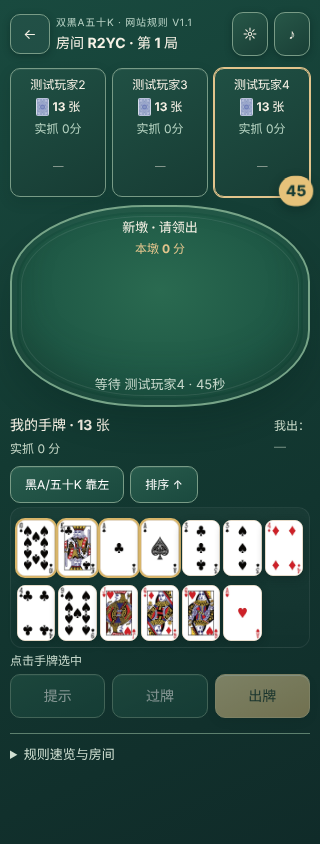 ←
双黑A五十K · 网站规则 V1.1
房间 R2YC · 第 1 局
♪
测试玩家2
13 张
实抓 0分
—
测试玩家3
13 张
实抓 0分
—
测试玩家4
13 张
实抓 0分
—
45
新墩 · 请领出
本墩 0 分
等待 测试玩家4 · 45秒
我的手牌 · 13 张
我出:
实抓 0 分
—
黑A/五十K 靠左
排序 ↑
点击手牌选中
提示
过牌
出牌
▶ 规则速览与房间